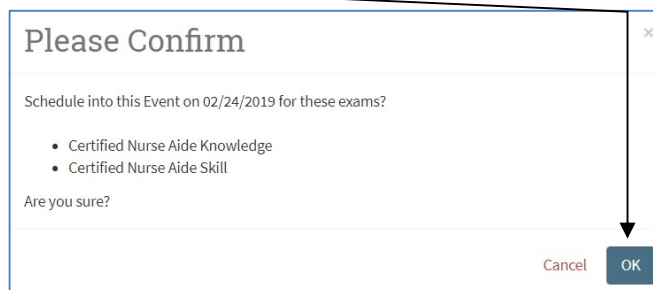 Please Confirm ×
Schedule into this Event on 02/24/2019 for these exams?
• Certified Nurse Aide Knowledge
• Certified Nurse Aide Skill
Are you sure?
Cancel OK